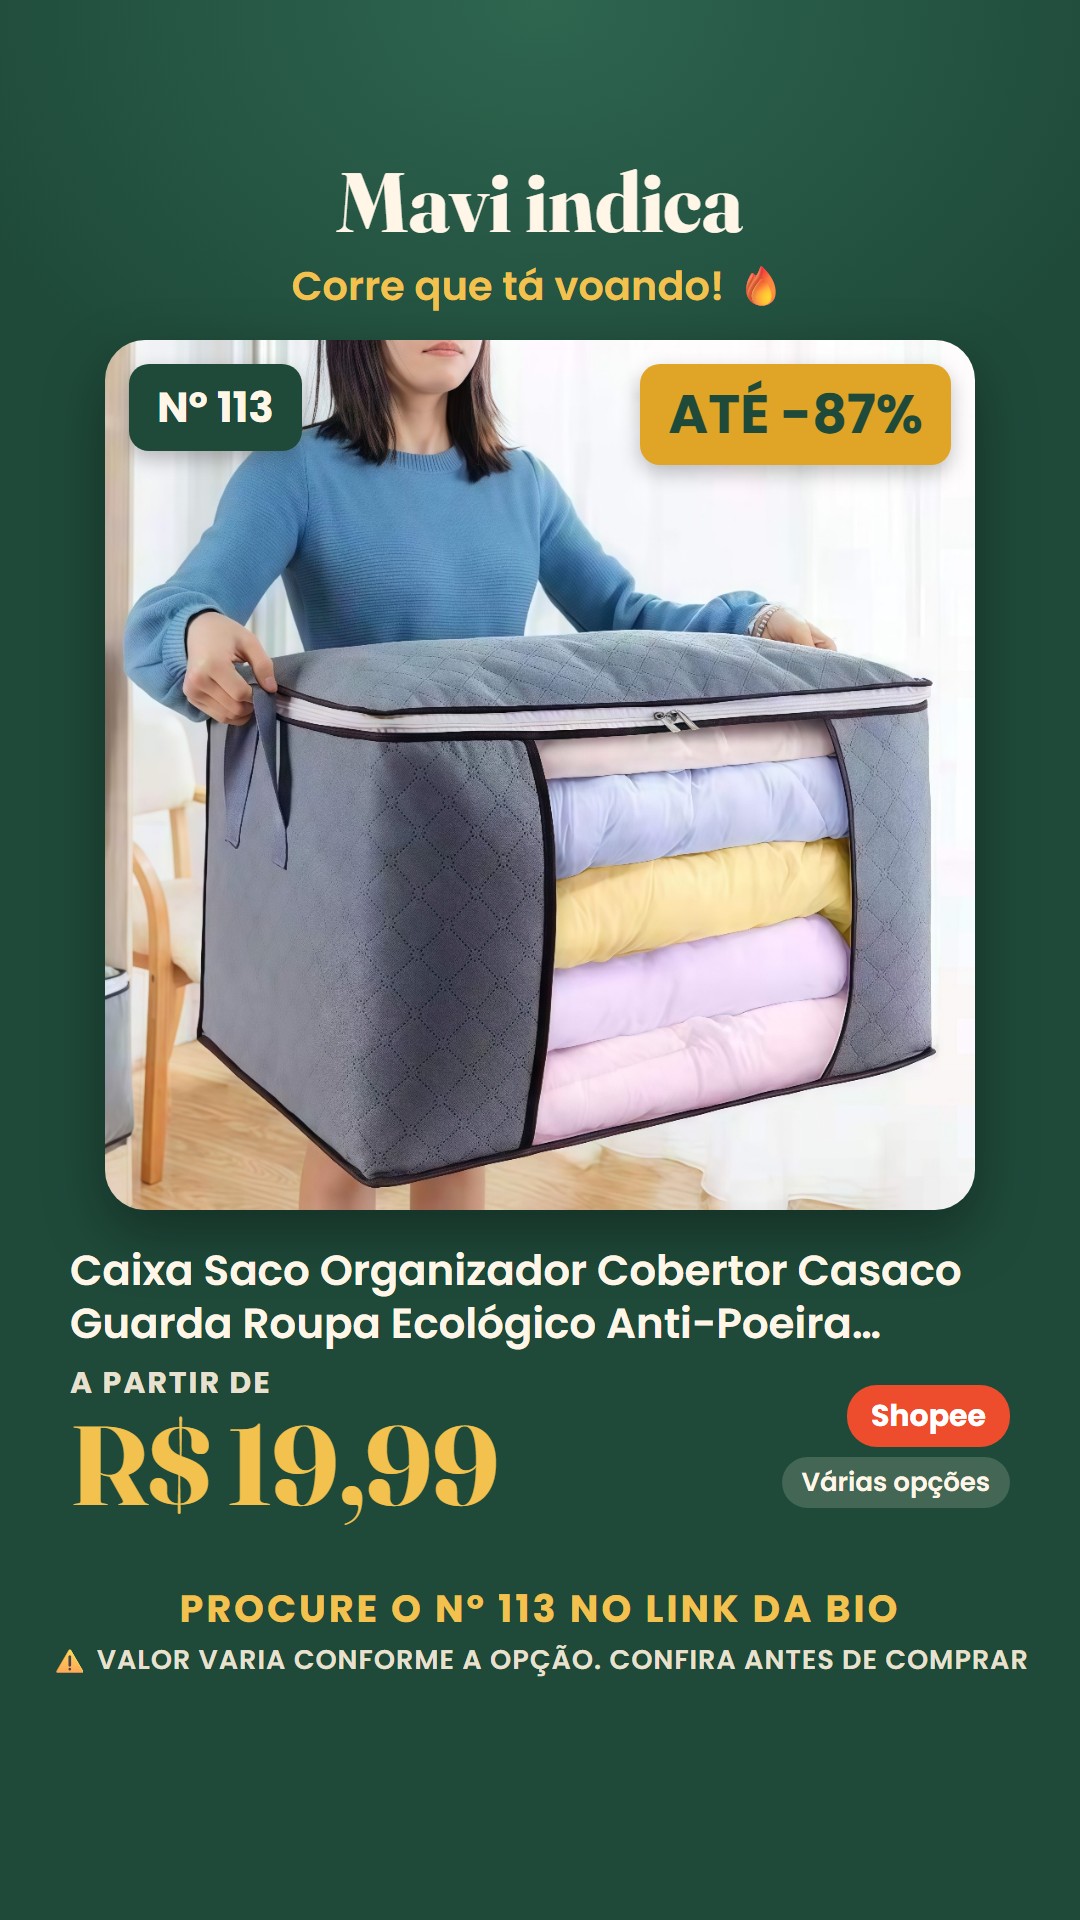 Mavi indica
Corre que tá voando! 🔥
Nº 113
ATÉ -87%
Caixa Saco Organizador Cobertor Casaco
Guarda Roupa Ecológico Anti-Poeira...
A PARTIR DE
R$ 19,99
Shopee
Várias opções
PROCURE O Nº 113 NO LINK DA BIO
⚠️ VALOR VARIA CONFORME A OPÇÃO. CONFIRA ANTES DE COMPRAR